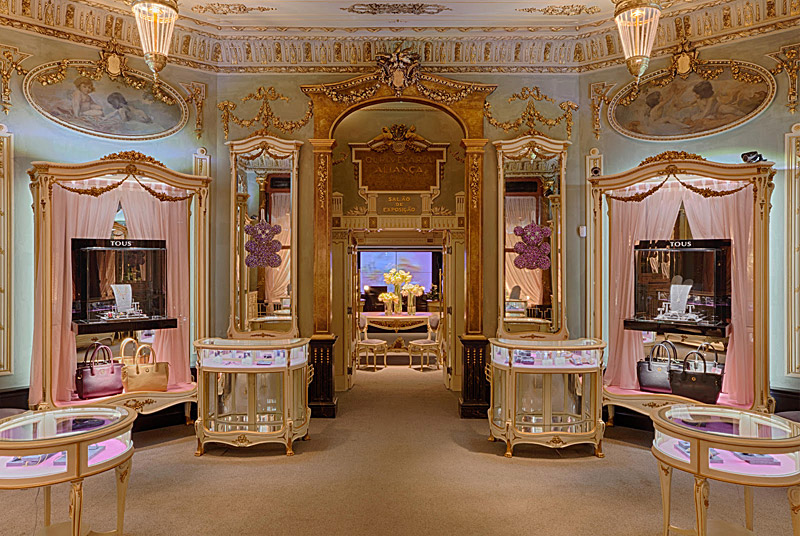 TOUS
ALIANÇA
SALÃO
DE
EXPOSIÇÃO
TOUS